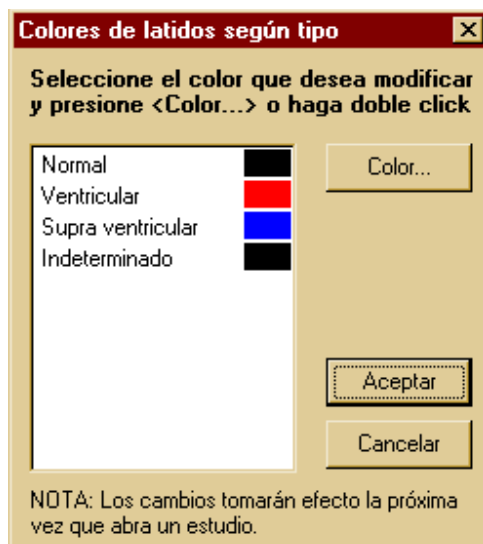 Colores de latidos según tipo
Seleccione el color que desea modificar
y presione <Color...> o haga doble click
Normal
Ventricular
Supra ventricular
Indeterminado
Color...
Aceptar
Cancelar
NOTA: Los cambios tomarán efecto la próxima
vez que abra un estudio.